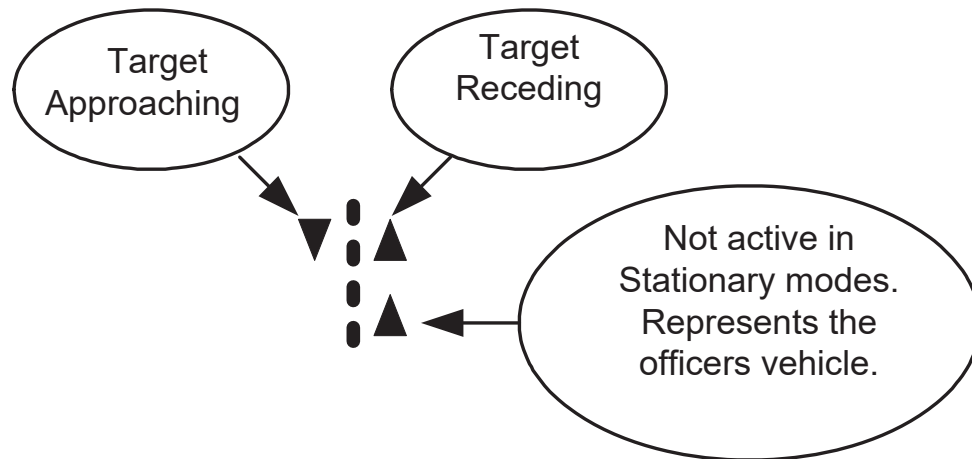 Target
Approaching
Target
Receding
Not active in
Stationary modes.
Represents the
officers vehicle.